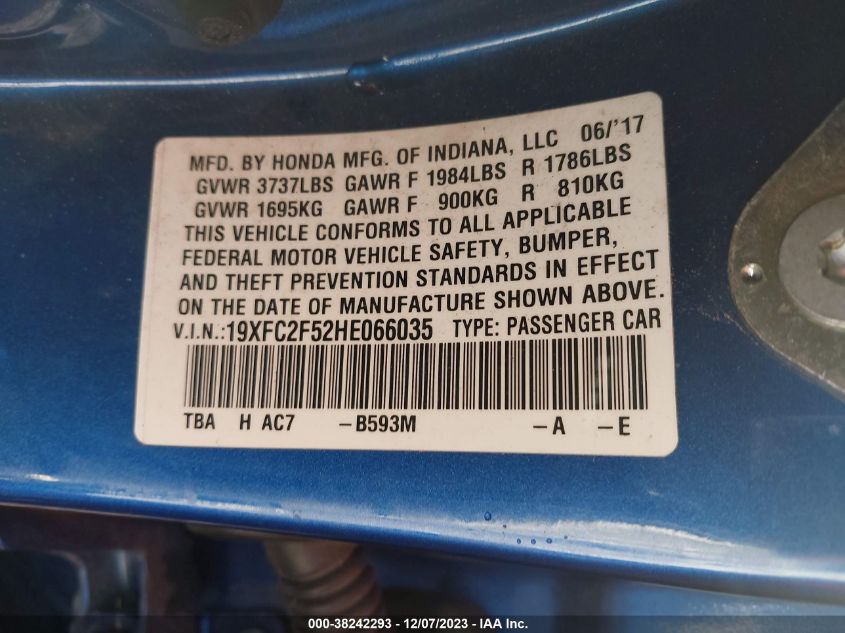 MFD. BY HONDA MFG. OF INDIANA, LLC 06/'17
GVWR 3737LBS GAWR F 1984LBS R 1786LBS
GVWR 1695KG GAWR F 900KG R 810KG
THIS VEHICLE CONFORMS TO ALL APPLICABLE
FEDERAL MOTOR VEHICLE SAFETY, BUMPER,
AND THEFT PREVENTION STANDARDS IN EFFECT
ON THE DATE OF MANUFACTURE SHOWN ABOVE.
V.I.N.:19XFC2F52HE066035 TYPE: PASSENGER CAR
TBA H AC7 -B593M -A -E
000-38242293 - 12/07/2023 - IAA Inc.